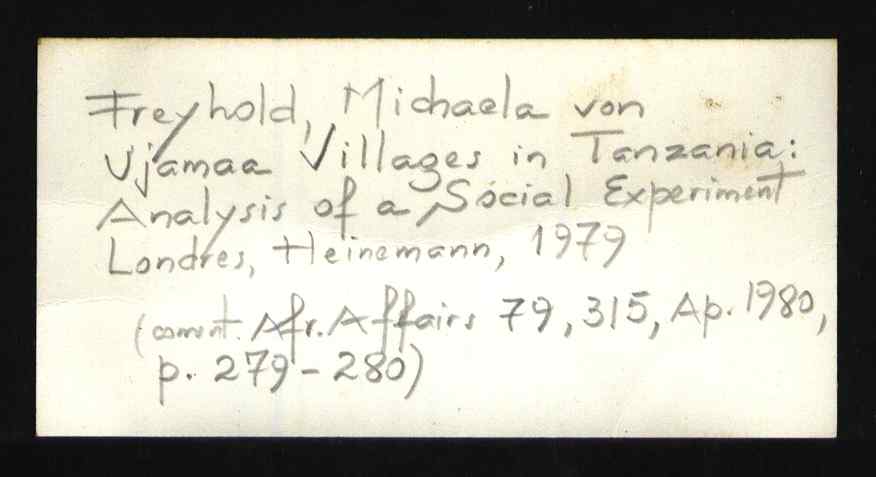 Freyhold, Michaela von
Ujamaa Villages in Tanzania:
Analysis of a Social Experiment
Londres, Heinemann, 1979
(coment. Afr. Affairs 79, 315, Ap. 1980,
p. 279-280)